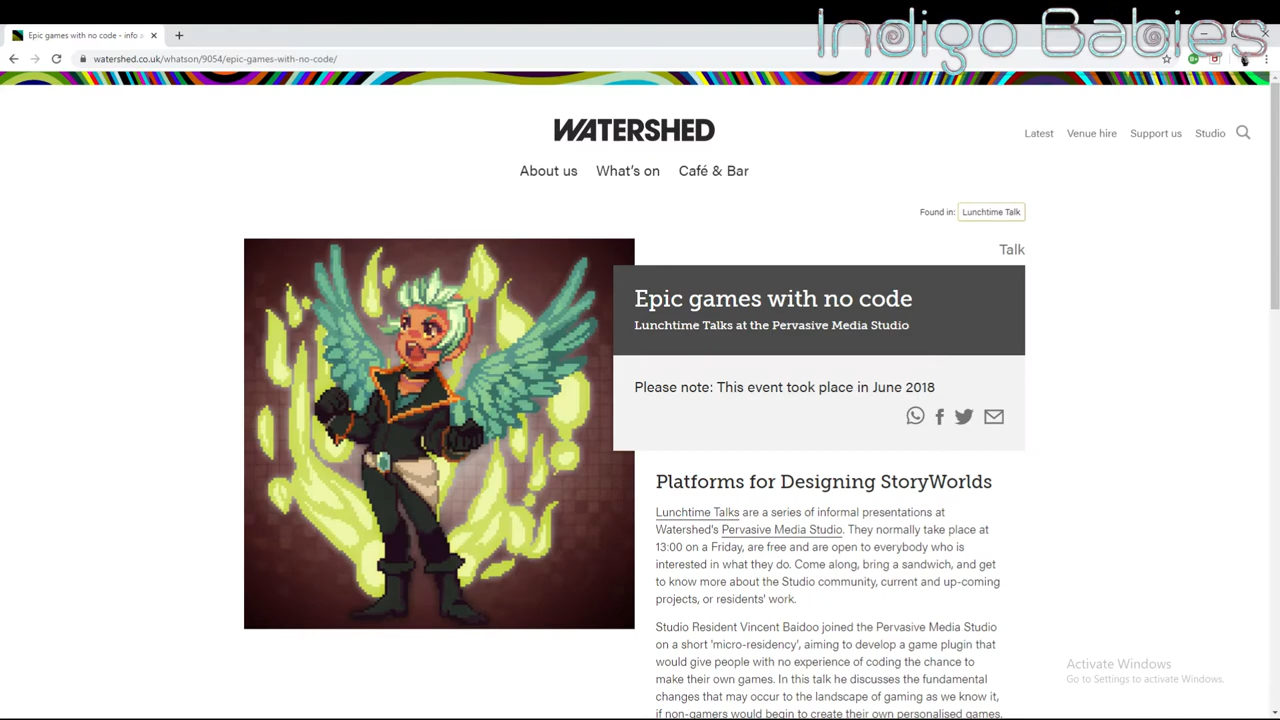 Indigo Babies
Epic games with no code - info a
watershed.co.uk/whatson/9054/epic-games-with-no-code/
WATERSHED
Latest Venue hire Support us Studio
About us What's on Café & Bar
Found in: Lunchtime Talk
Talk
Epic games with no code
Lunchtime Talks at the Pervasive Media Studio
Please note: This event took place in June 2018
Platforms for Designing StoryWorlds
Lunchtime Talks are a series of informal presentations at
Watershed's Pervasive Media Studio. They normally take place at
13:00 on a Friday, are free and are open to everybody who is
interested in what they do. Come along, bring a sandwich, and get
to know more about the Studio community, current and up-coming
projects, or residents' work.
Studio Resident Vincent Baidoo joined the Pervasive Media Studio
on a short 'micro-residency', aiming to develop a game plugin that
would give people with no experience of coding the chance to
make their own games. In this talk he discusses the fundamental
changes that may occur to the landscape of gaming as we know it,
if non-gamers would begin to create their own personalised games.
Activate Windows
Go to Settings to activate Windows.